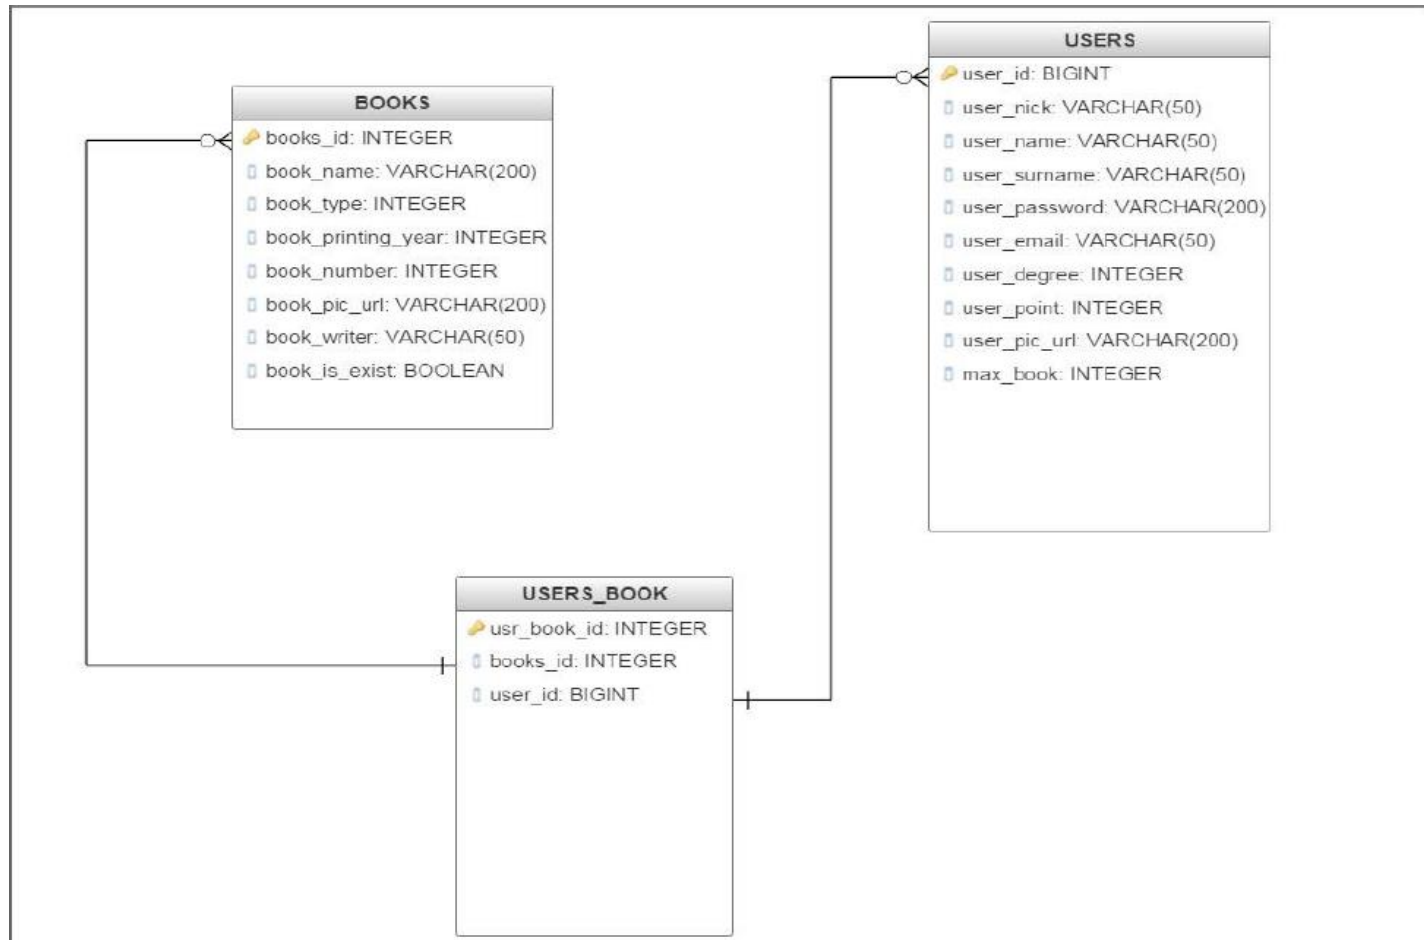 BOOKS
books_id: INTEGER
book_name: VARCHAR(200)
book_type: INTEGER
book_printing_year: INTEGER
book_number: INTEGER
book_pic_url: VARCHAR(200)
book_writer: VARCHAR(50)
book_is_exist: BOOLEAN
USERS
user_id: BIGINT
user_nick: VARCHAR(50)
user_name: VARCHAR(50)
user_surname: VARCHAR(50)
user_password: VARCHAR(200)
user_email: VARCHAR(50)
user_degree: INTEGER
user_point: INTEGER
user_pic_url: VARCHAR(200)
max_book: INTEGER
USERS_BOOK
usr_book_id: INTEGER
books_id: INTEGER
user_id: BIGINT